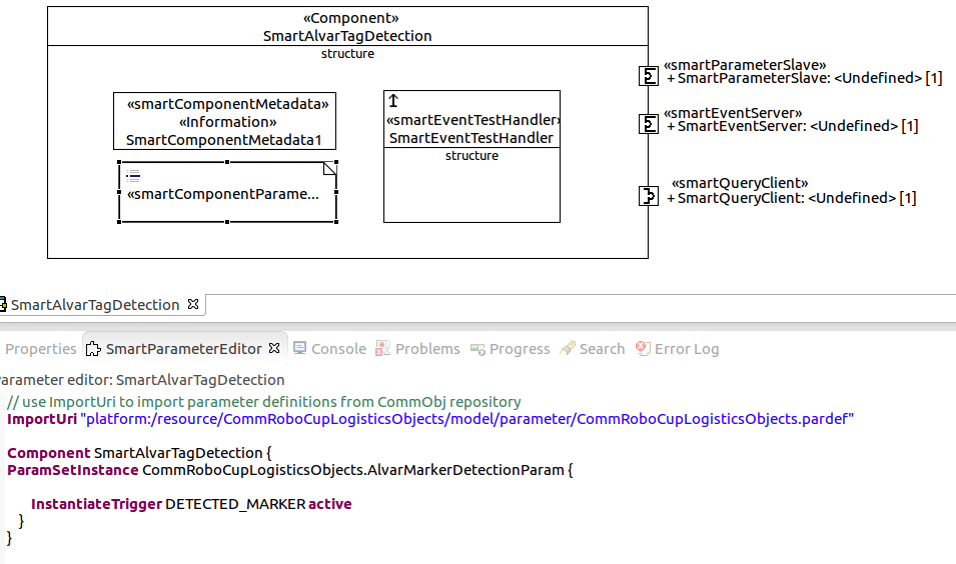 «Component»
SmartAlvarTagDetection
structure
«smartComponentMetadata»
«Information»
SmartComponentMetadata1
«smartComponentParame...
«smartEventTestHandler»
SmartEventTestHandler
structure
«smartParameterSlave»
+ SmartParameterSlave: <Undefined> [1]
«smartEventServer»
+ SmartEventServer: <Undefined> [1]
«smartQueryClient»
+ SmartQueryClient: <Undefined> [1]
SmartAlvarTagDetection
Properties SmartParameterEditor Console Problems Progress Search Error Log
arameter editor: SmartAlvarTagDetection
// use ImportUri to import parameter definitions from CommObj repository
ImportUri "platform:/resource/CommRoboCupLogisticsObjects/model/parameter/CommRoboCupLogisticsObjects.pardef"
Component SmartAlvarTagDetection {
ParamSetInstance CommRoboCupLogisticsObjects.AlvarMarkerDetectionParam {
InstantiateTrigger DETECTED_MARKER active
}
}